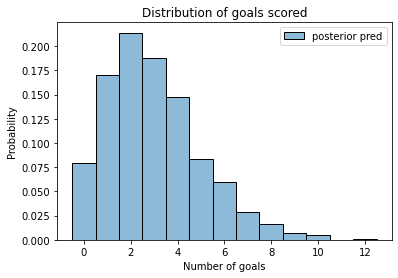 Distribution of goals scored
posterior pred
Probability
0.200
0.175
0.150
0.125
0.100
0.075
0.050
0.025
0.000
0 2 4 6 8 10 12
Number of goals